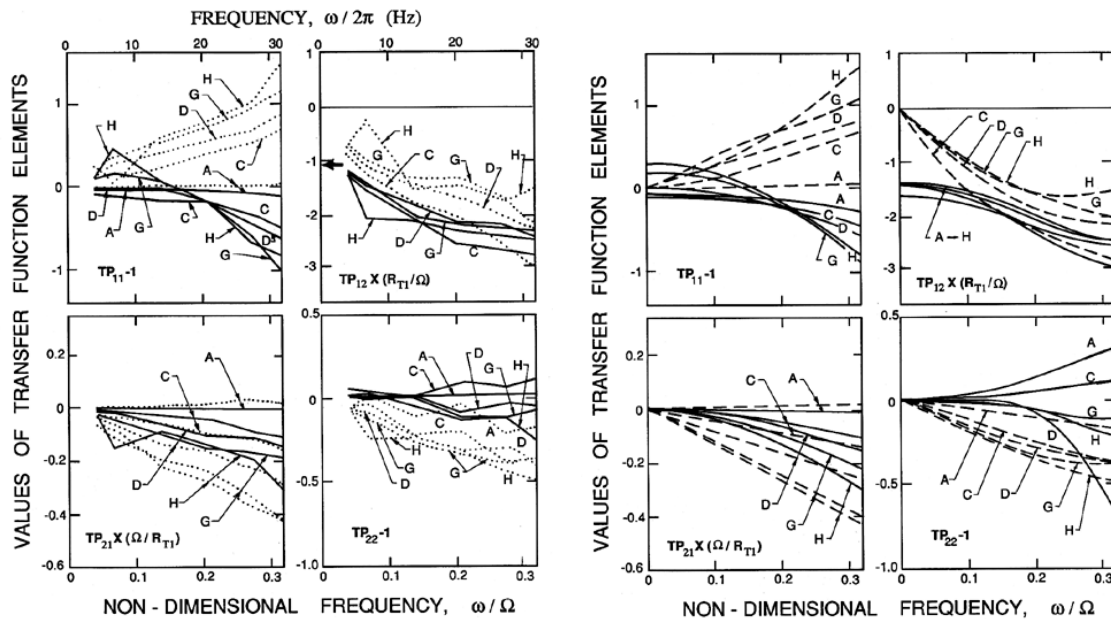 FREQUENCY, ω / 2π (Hz)
0 10 20 30 0 10 20 30
VALUES OF TRANSFER FUNCTION ELEMENTS
1
0
-1
H
G
D
C
A
H
D
A
G
C
C
H
D
G
TP11-1
0
-1
-2
-3
H
G
C
G
D
H
H
D
G
C
TP12 X (RT1/Ω)
0.2
0
-0.2
-0.4
-0.6
A
C
D
H
G
TP21 X (Ω/RT1)
0.5
0
-0.5
-1.0
A
C
D
G
H
C
A
D
H
G
D
G
H
TP22-1
0 0.1 0.2 0.3 0 0.1 0.2 0.3
NON - DIMENSIONAL FREQUENCY, ω/Ω
VALUES OF TRANSFER FUNCTION ELEMENTS
1
0
-1
H
G
D
C
A
C
D
H
G
TP11-1
0
-1
-2
-3
C
D
G
H
H
G
D
C
A→H
TP12 X (RT1/Ω)
0.2
0
-0.2
-0.4
-0.6
C
A
D
G
H
TP21 X (Ω/RT1)
0.5
0
-0.5
-1.0
A
C
G
H
D
A
C
D
G
H
TP22-1
0 0.1 0.2 0.3 0 0.1 0.2 0.3
NON - DIMENSIONAL FREQUENCY, ω/Ω